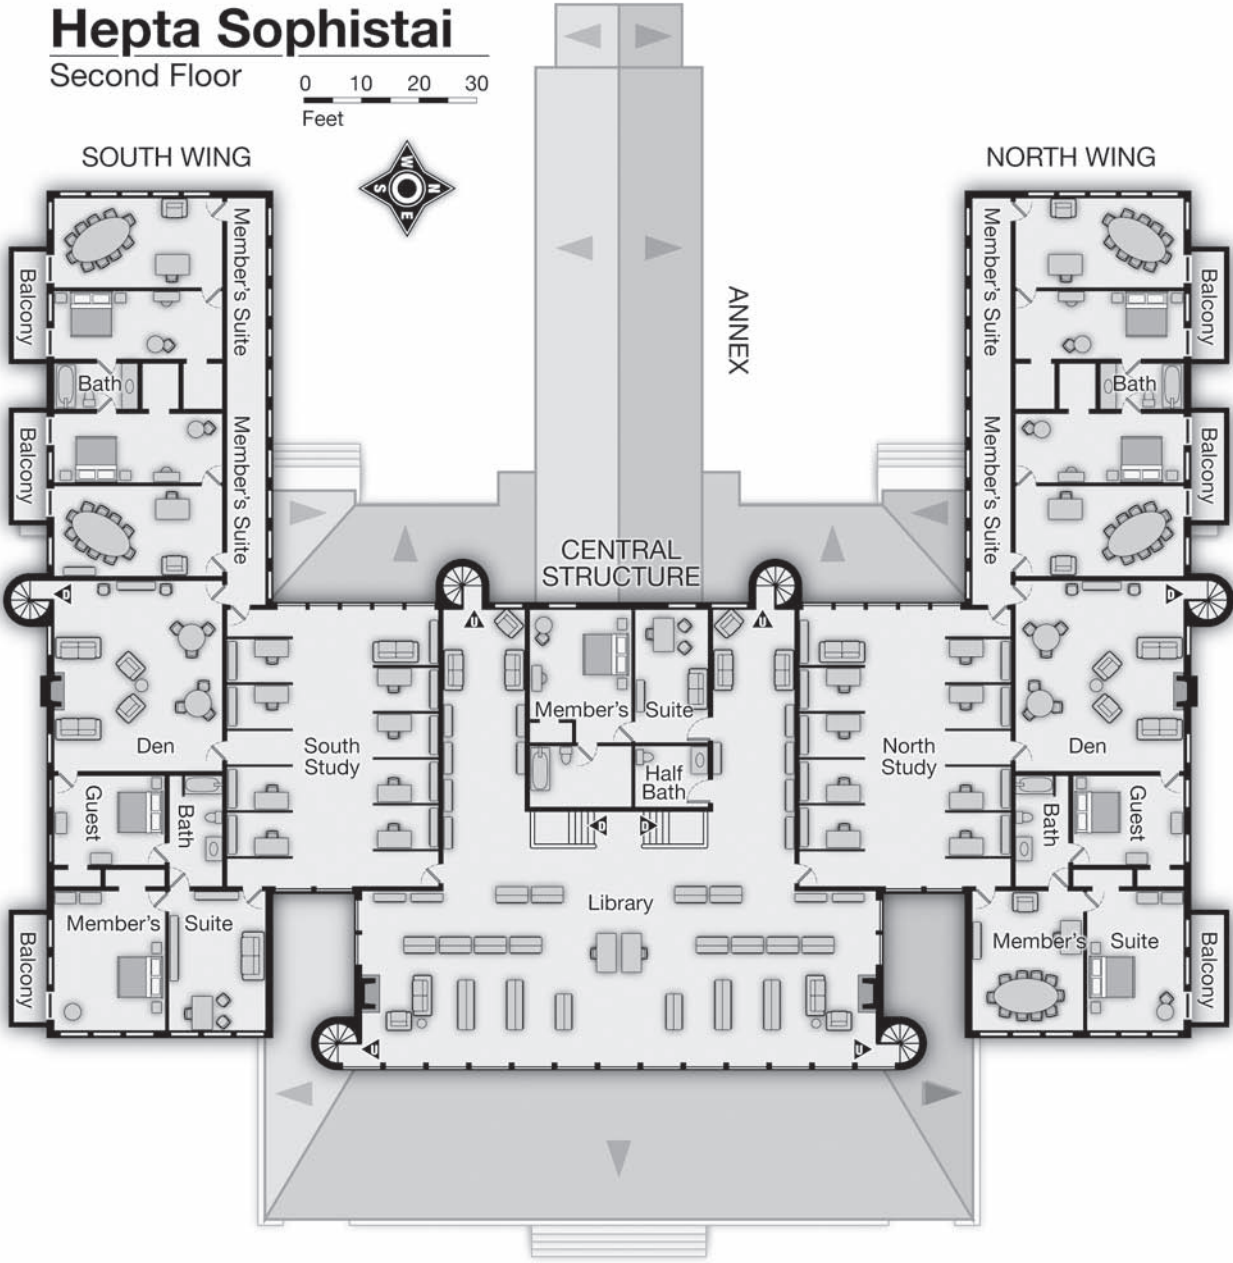 Hepta Sophistai
Second Floor
0 10 20 30
Feet
SOUTH WING
NORTH WING
W
S N
E
Member's Suite
Member's Suite
Balcony
Balcony
ANNEX
Bath
Bath
Member's Suite
Member's Suite
Balcony
Balcony
CENTRAL
STRUCTURE
D
D
U
U
Member's Suite
Den
South
Study
North
Study
Den
Half
Bath
Guest
Bath
Bath
Guest
D
D
Library
Member's Suite
Member's Suite
Balcony
Balcony
U
U